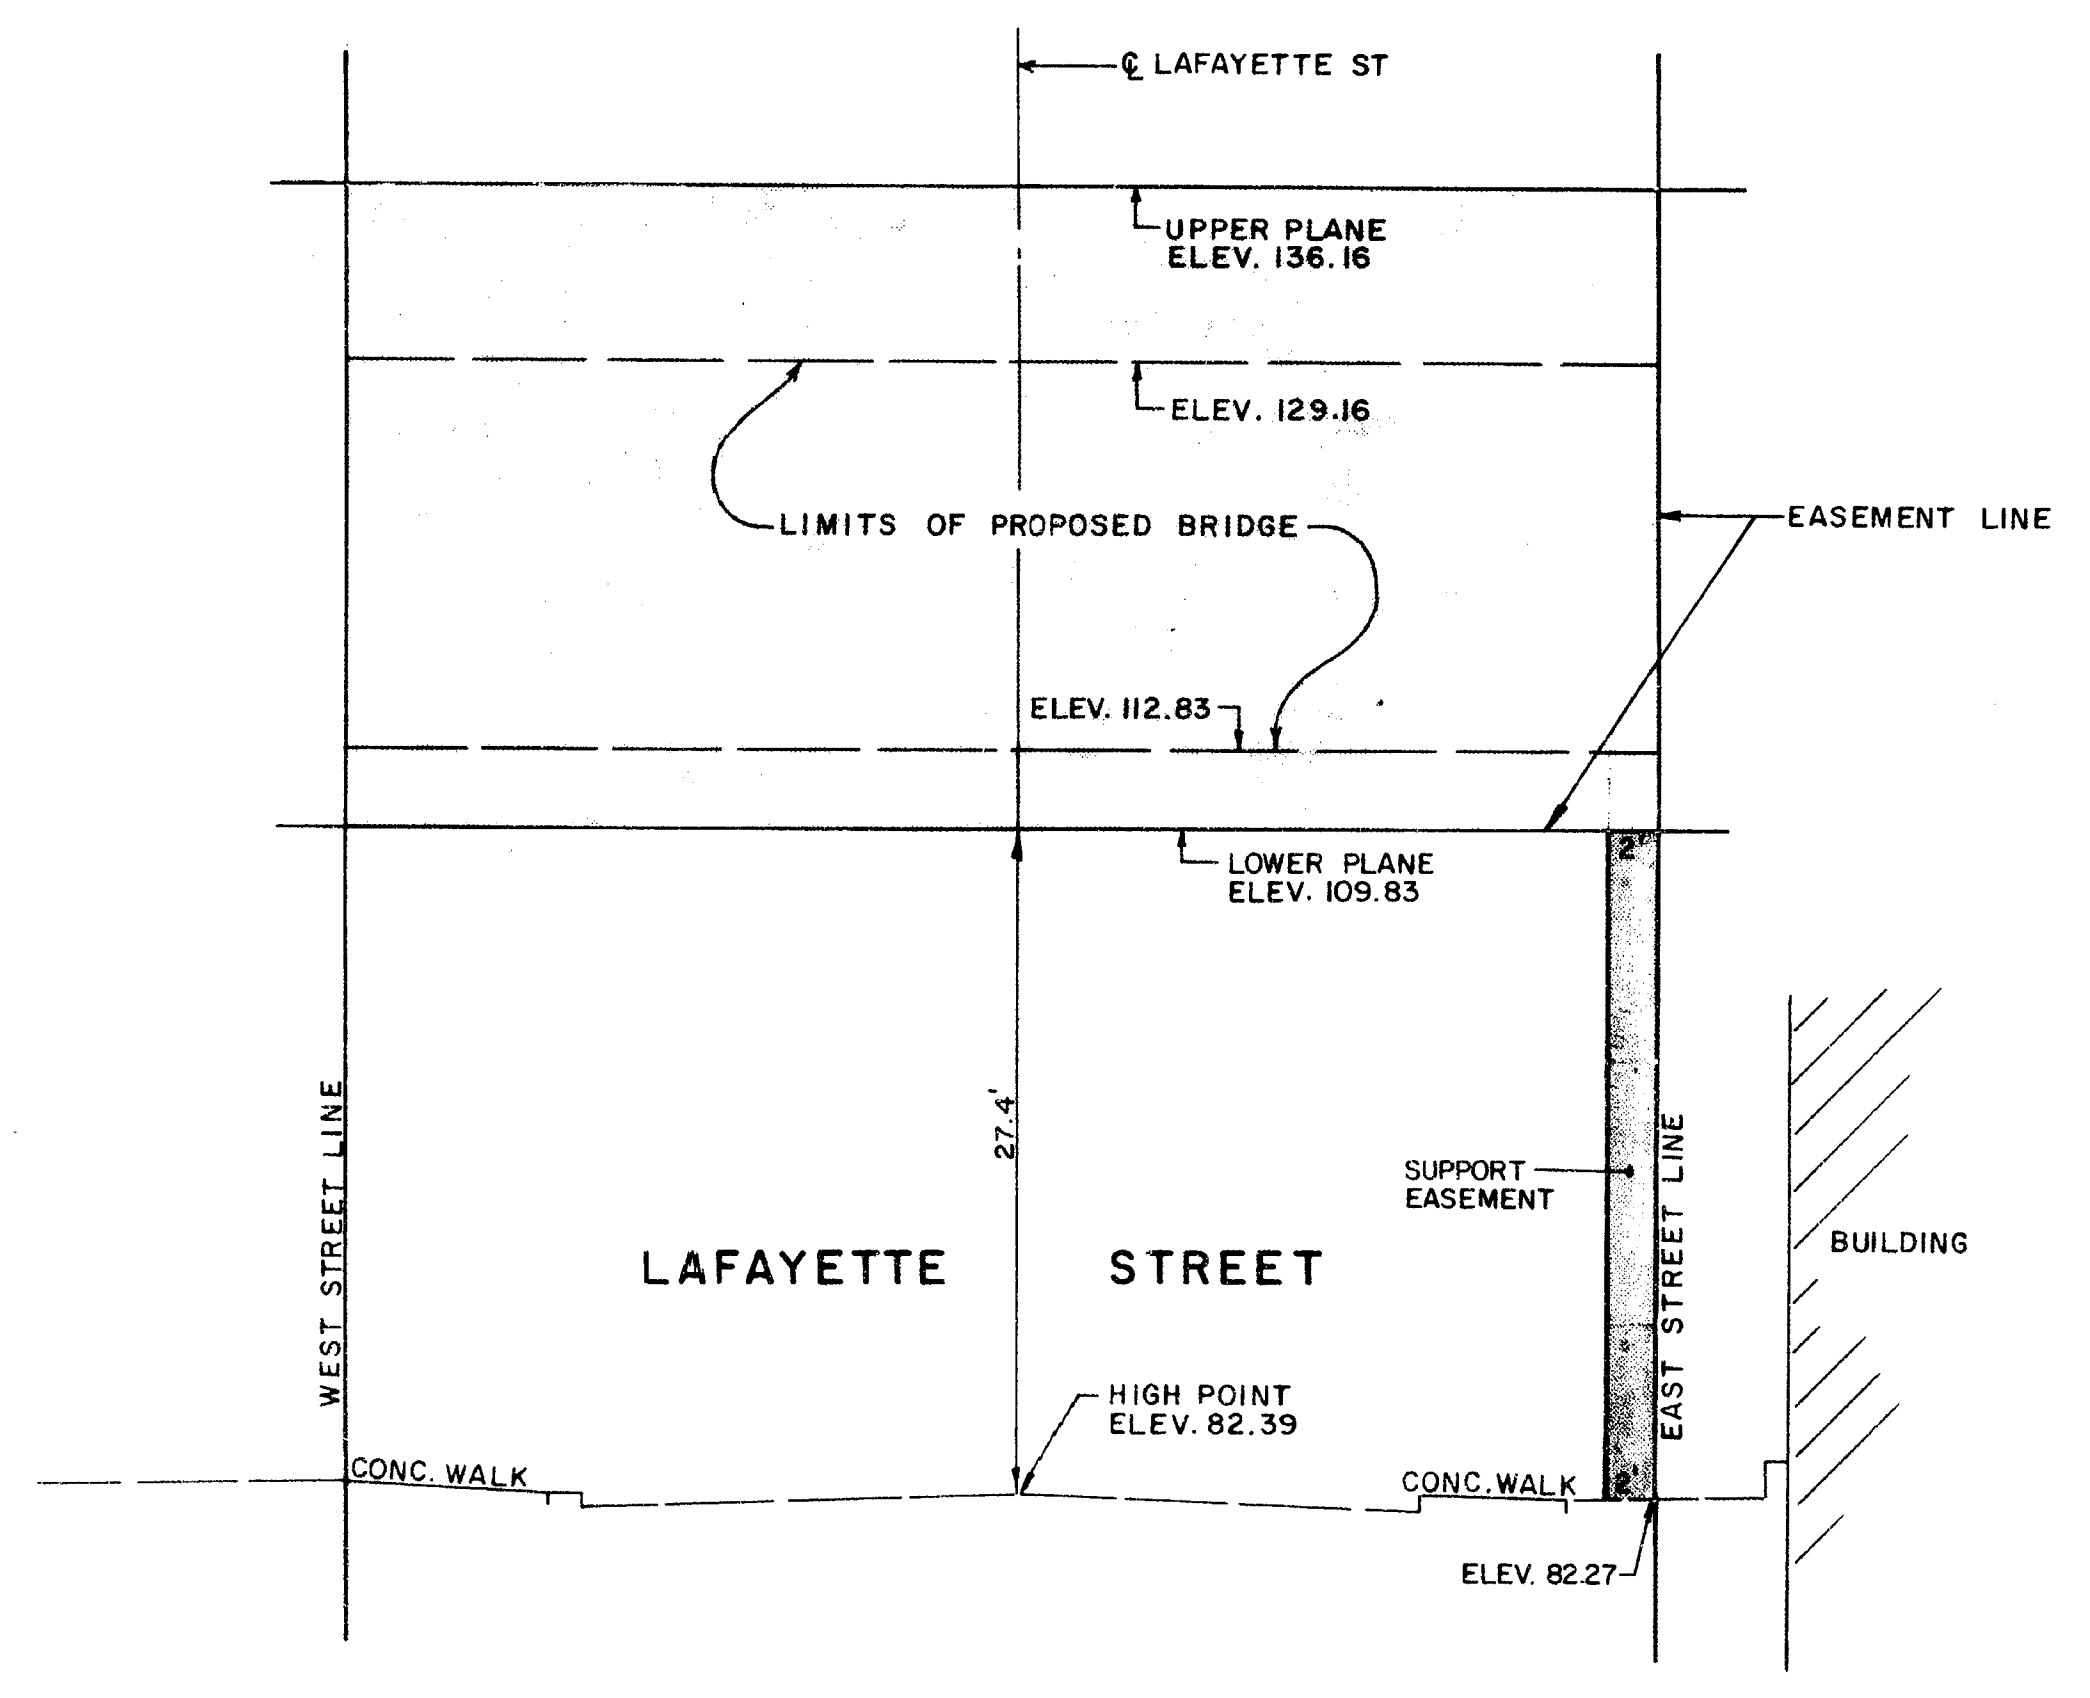 ℄ LAFAYETTE ST
UPPER PLANE
ELEV. 136.16
ELEV. 129.16
LIMITS OF PROPOSED BRIDGE
EASEMENT LINE
ELEV. 112.83
LOWER PLANE
ELEV. 109.83
2'
27.4'
WEST STREET LINE
SUPPORT
EASEMENT
EAST STREET LINE
BUILDING
LAFAYETTE STREET
HIGH POINT
ELEV. 82.39
CONC. WALK
CONC. WALK
2'
ELEV. 82.27